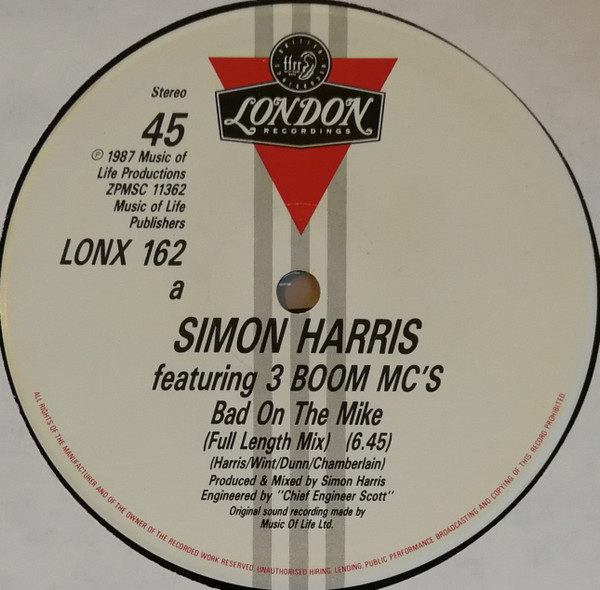 ffrr
LONDON
RECORDINGS
Stereo
45
℗ 1987 Music of
Life Productions
ZPMSC 11362
Music of Life
Publishers
LONX 162
a
SIMON HARRIS
featuring 3 BOOM MC'S
Bad On The Mike
(Full Length Mix) (6.45)
(Harris/Wint/Dunn/Chamberlain)
Produced & Mixed by Simon Harris
Engineered by "Chief Engineer Scott"
Original sound recording made by
Music Of Life Ltd.
ALL RIGHTS OF THE MANUFACTURER AND OF THE OWNER OF THE RECORDED WORK RESERVED. UNAUTHORISED HIRING, LENDING, PUBLIC PERFORMANCE BROADCASTING AND COPYING OF THIS RECORD PROHIBITED.